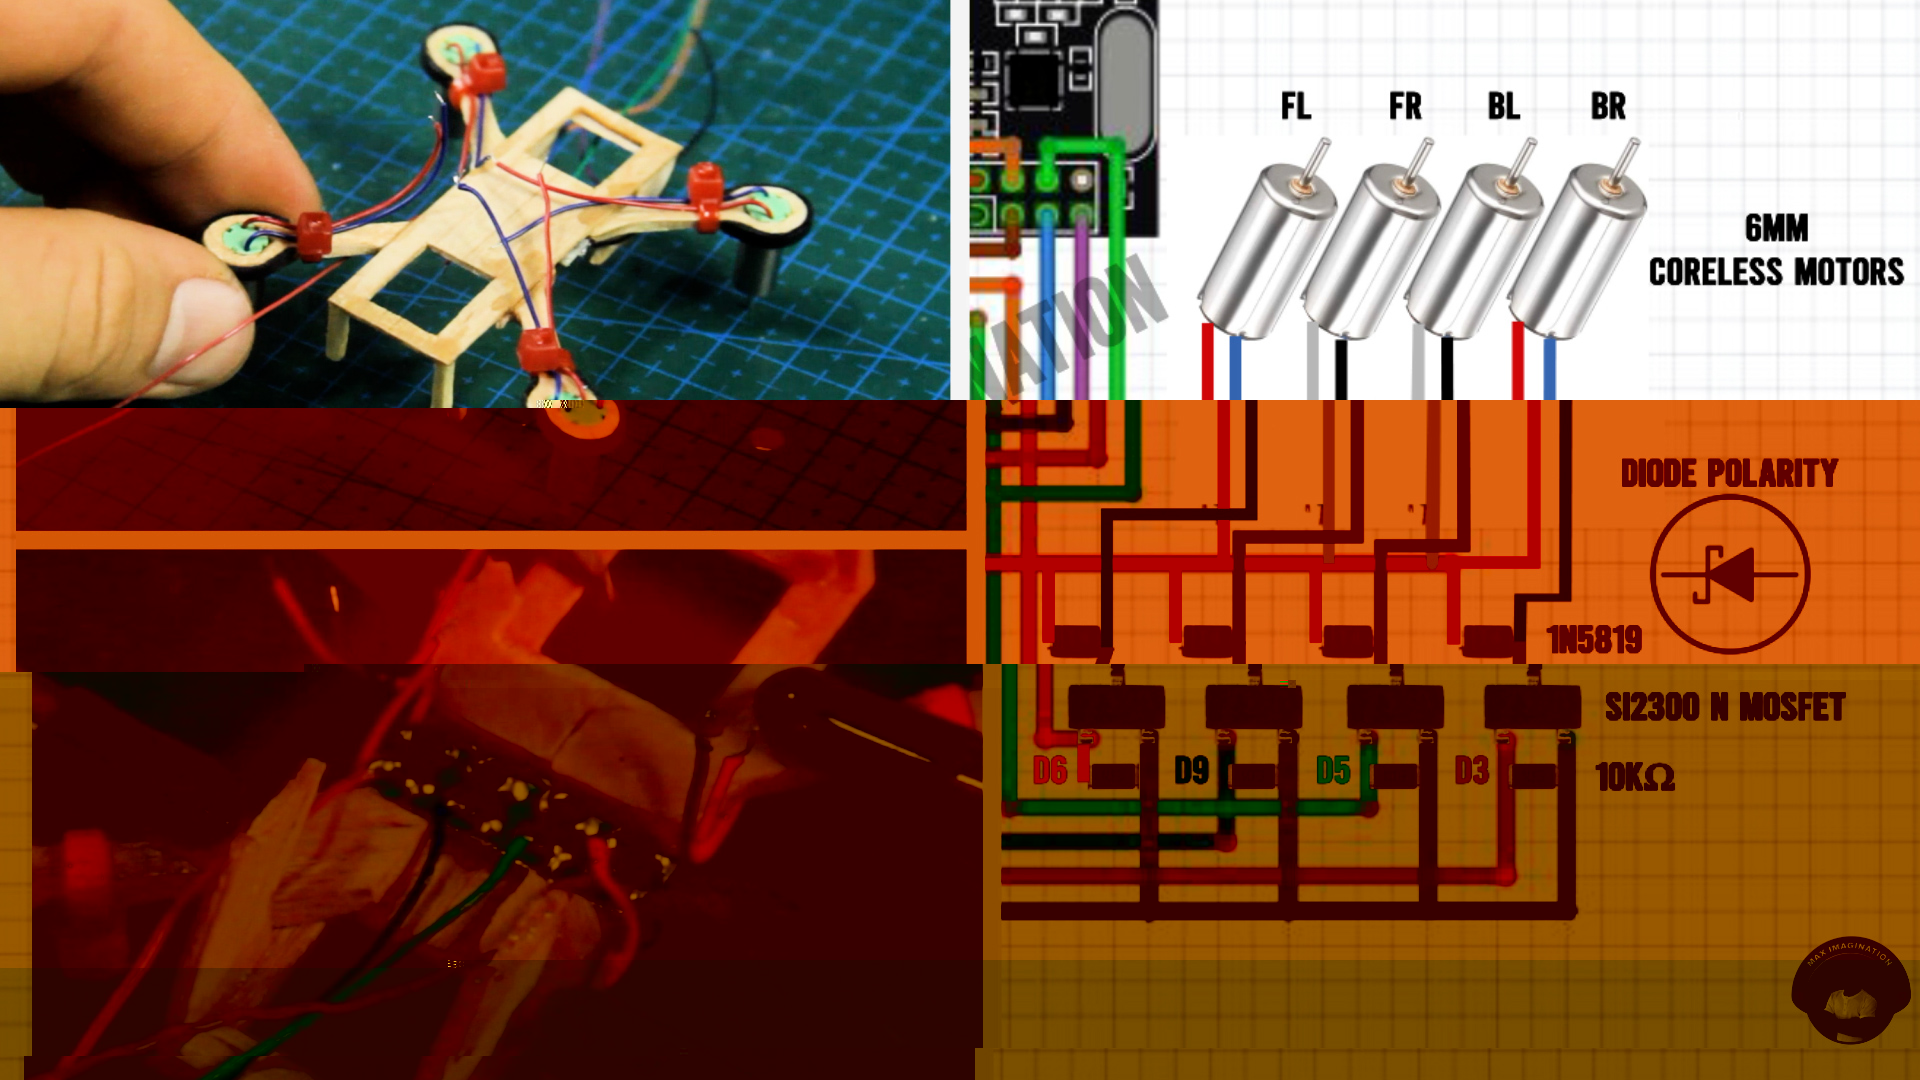 FL FR BL BR
6MM
CORELESS MOTORS
NATION
DIODE POLARITY
1N5819
SI2300 N MOSFET
D6 D9 D5 D3
10KΩ
MAX IMAGINATION